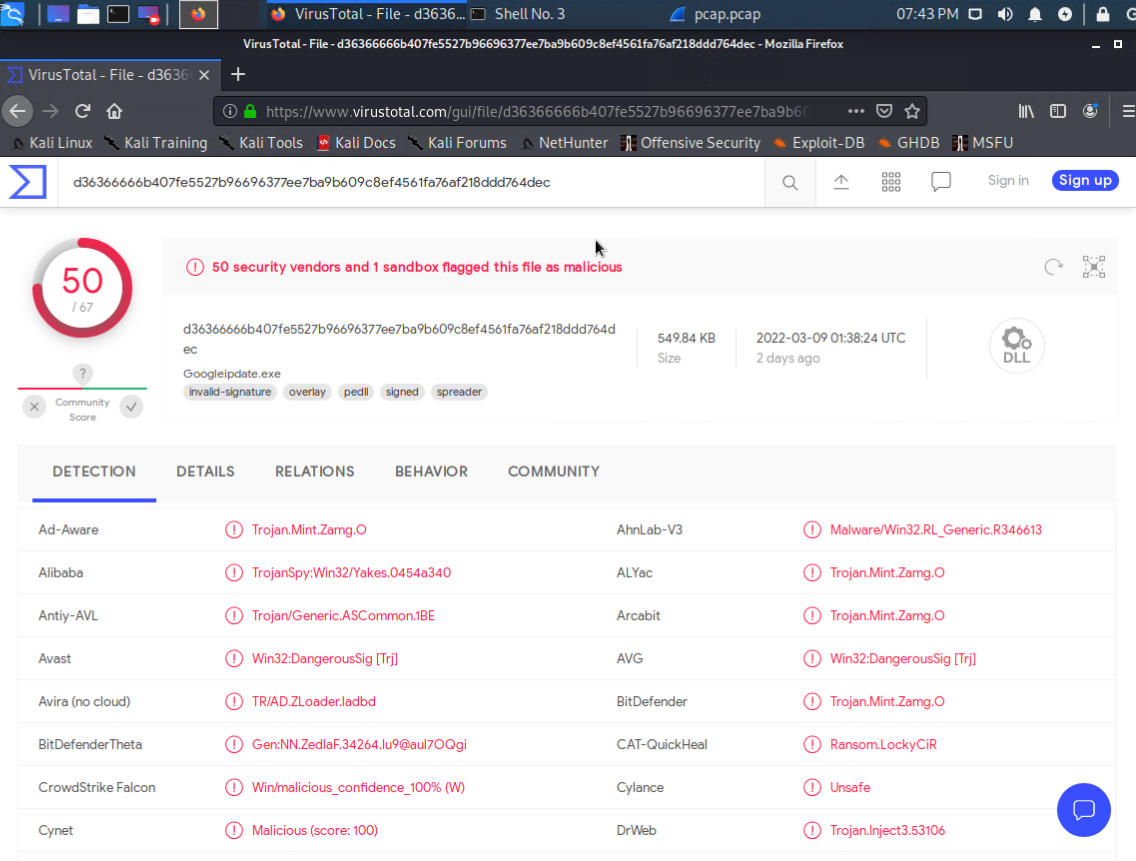 VirusTotal - File - d3636...
Shell No. 3
pcap.pcap
07:43 PM
VirusTotal - File - d36366666b407fe5527b96696377ee7ba9b609c8ef4561fa76af218ddd764dec - Mozilla Firefox
VirusTotal - File - d3636
https://www.virustotal.com/gui/file/d36366666b407fe5527b96696377ee7ba9b60
Kali Linux
Kali Training
Kali Tools
Kali Docs
Kali Forums
NetHunter
Offensive Security
Exploit-DB
GHDB
MSFU
d36366666b407fe5527b96696377ee7ba9b609c8ef4561fa76af218ddd764dec
Sign in
Sign up
50
/ 67
?
Community
Score
50 security vendors and 1 sandbox flagged this file as malicious
d36366666b407fe5527b96696377ee7ba9b609c8ef4561fa76af218ddd764d
ec
Googleipdate.exe
invalid-signature
overlay
pedll
signed
spreader
549.84 KB
Size
2022-03-09 01:38:24 UTC
2 days ago
DLL
DETECTION
DETAILS
RELATIONS
BEHAVIOR
COMMUNITY
Ad-Aware
Trojan.Mint.Zamg.O
AhnLab-V3
Malware/Win32.RL_Generic.R346613
Alibaba
TrojanSpy:Win32/Yakes.0454a340
ALYac
Trojan.Mint.Zamg.O
Antiy-AVL
Trojan/Generic.ASCommon.1BE
Arcabit
Trojan.Mint.Zamg.O
Avast
Win32:DangerousSig [Trj]
AVG
Win32:DangerousSig [Trj]
Avira (no cloud)
TR/AD.ZLoader.ladbd
BitDefender
Trojan.Mint.Zamg.O
BitDefenderTheta
Gen:NN.ZedlaF.34264.lu9@aul7OQgi
CAT-QuickHeal
Ransom.LockyCiR
CrowdStrike Falcon
Win/malicious_confidence_100% (W)
Cylance
Unsafe
Cynet
Malicious (score: 100)
DrWeb
Trojan.Inject3.53106